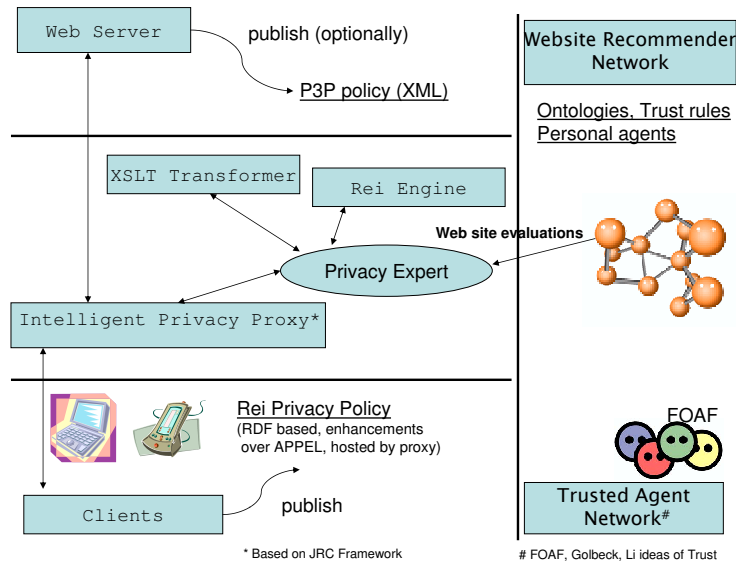 Web Server
publish (optionally)
P3P policy (XML)
Website Recommender
Network
Ontologies, Trust rules
Personal agents
XSLT Transformer
Rei Engine
Web site evaluations
Privacy Expert
Intelligent Privacy Proxy*
Rei Privacy Policy
(RDF based, enhancements
over APPEL, hosted by proxy)
publish
Clients
FOAF
Trusted Agent
Network#
* Based on JRC Framework
# FOAF, Golbeck, Li ideas of Trust